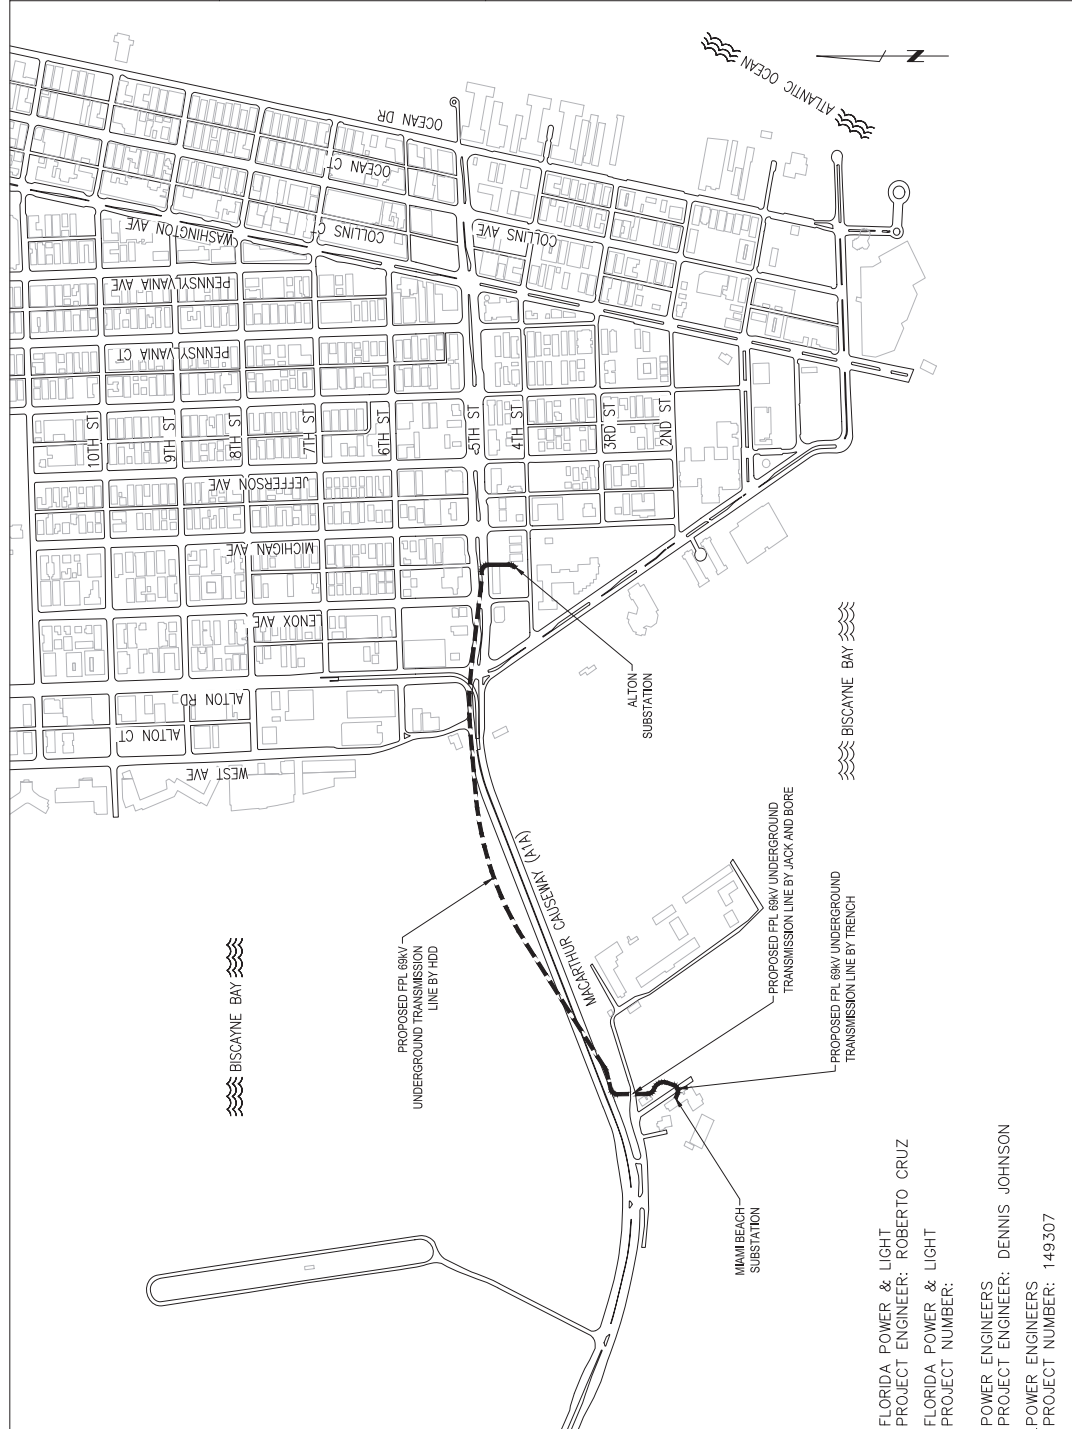 ATLANTIC OCEAN
N
OCEAN DR
OCEAN CT
COLLINS CT
COLLINS AVE
WASHINGTON AVE
PENNSYLVANIA AVE
PENNSYLVANIA CT
10TH ST
9TH ST
8TH ST
7TH ST
6TH ST
5TH ST
4TH ST
3RD ST
2ND ST
JEFFERSON AVE
MICHIGAN AVE
LENOX AVE
ALTON RD
ALTON CT
WEST AVE
ALTON
SUBSTATION
BISCAYNE BAY
BISCAYNE BAY
MACARTHUR CAUSEWAY (A1A)
PROPOSED FPL 69kV
UNDERGROUND TRANSMISSION
LINE BY HDD
PROPOSED FPL 69kV UNDERGROUND
TRANSMISSION LINE BY JACK AND BORE
PROPOSED FPL 69kV UNDERGROUND
TRANSMISSION LINE BY TRENCH
MIAMI BEACH
SUBSTATION
FLORIDA POWER & LIGHT
PROJECT ENGINEER: ROBERTO CRUZ
FLORIDA POWER & LIGHT
PROJECT NUMBER:
POWER ENGINEERS
PROJECT ENGINEER: DENNIS JOHNSON
POWER ENGINEERS
PROJECT NUMBER: 149307